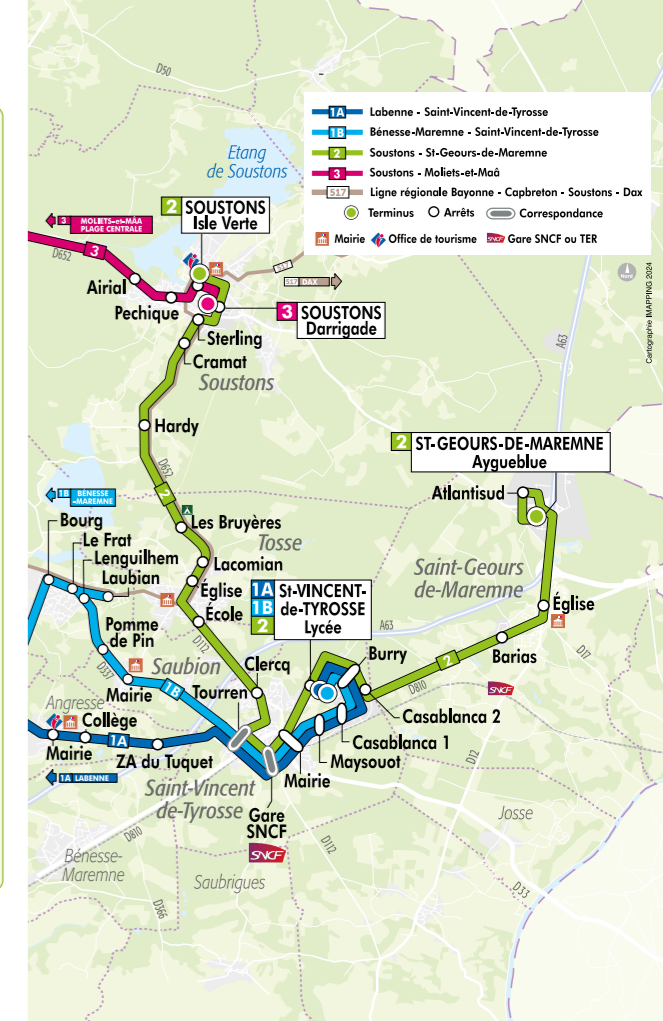 D50
1A Labenne - Saint-Vincent-de-Tyrosse
1B Bénesse-Maremne - Saint-Vincent-de-Tyrosse
2 Soustons - St-Geours-de-Maremne
3 Soustons - Moliets-et-Maâ
517 Ligne régionale Bayonne - Capbreton - Soustons - Dax
Terminus Arrêts Correspondance
Mairie Office de tourisme SNCF Gare SNCF ou TER
Etang
de Soustons
2 SOUSTONS
Isle Verte
3 MOLIETS-et-MÂA
PLAGE CENTRALE
D652
3
517
517 DAX
Nord
Cartographie IMAPPING 2024
A63
Airial
Pechique
3 SOUSTONS
Darrigade
Sterling
Cramat
Soustons
Hardy
2 ST-GEOURS-DE-MAREMNE
Aygueblue
D652
2
Atlantisud
1B BÉNESSE
-MAREMNE
Bourg
Le Frat
Lenguilhem
Laubian
Les Bruyères
Tosse
Lacomian
Église
École
Saint-Geours
de-Maremne
1A
1B
2
St-VINCENT-
de-TYROSSE
Lycée
Église
A63
D112
Pomme
de Pin
D337
Saubion
Clercq
Burry
2
Barias
D17
Mairie
1B
Tourren
D810
SNCF
Angresse
Collège
Casablanca 2
Mairie
1A
ZA du Tuquet
Casablanca 1
Maysouot
Mairie
D12
1A LABENNE
Saint-Vincent
de-Tyrosse
Gare
SNCF
SNCF
Josse
D810
D112
Bénesse-
Maremne
Saubrigues
D33
D366